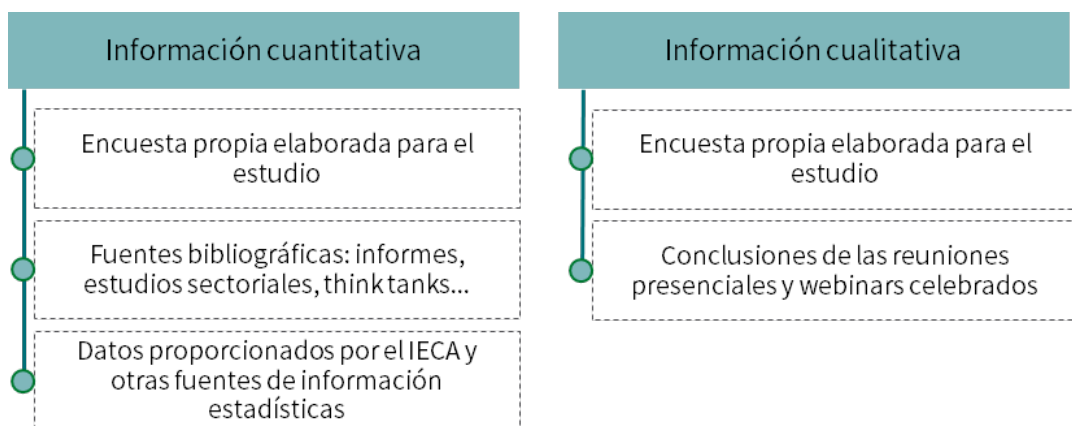 Información cuantitativa
Encuesta propia elaborada para el
estudio
Fuentes bibliográficas: informes,
estudios sectoriales, think tanks...
Datos proporcionados por el IECA y
otras fuentes de información
estadísticas
Información cualitativa
Encuesta propia elaborada para el
estudio
Conclusiones de las reuniones
presenciales y webinars celebrados